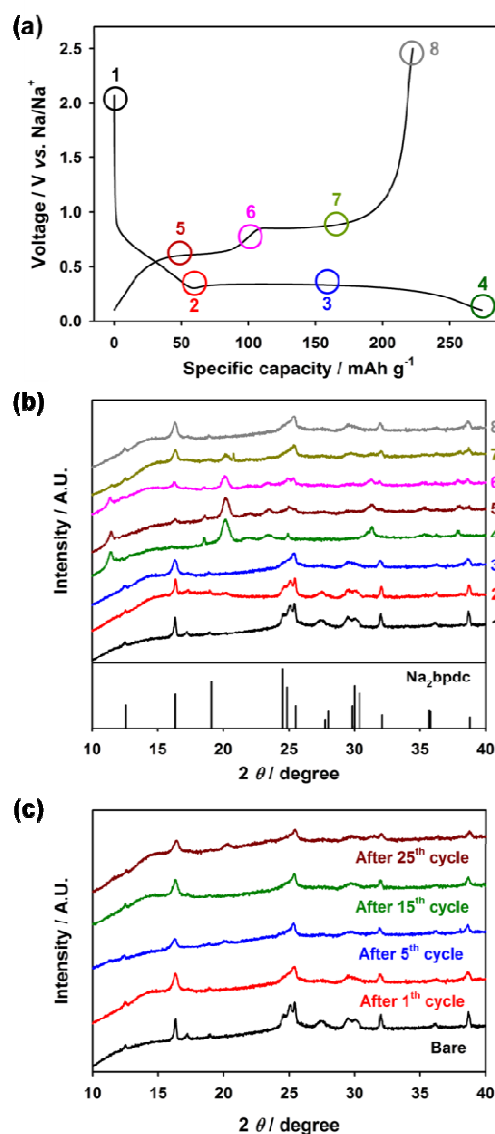 (a)
2.5
2.0
1.5
1.0
0.5
0.0
Voltage / V vs. Na/Na⁺
1
2
3
4
5
6
7
8
0 50 100 150 200 250
Specific capacity / mAh g⁻¹
(b)
Intensity / A.U.
8
7
6
5
4
3
2
1
Na₂bpdc
10 15 20 25 30 35 40
2 θ / degree
(c)
Intensity / A.U.
After 25th cycle
After 15th cycle
After 5th cycle
After 1th cycle
Bare
10 15 20 25 30 35 40
2 θ / degree